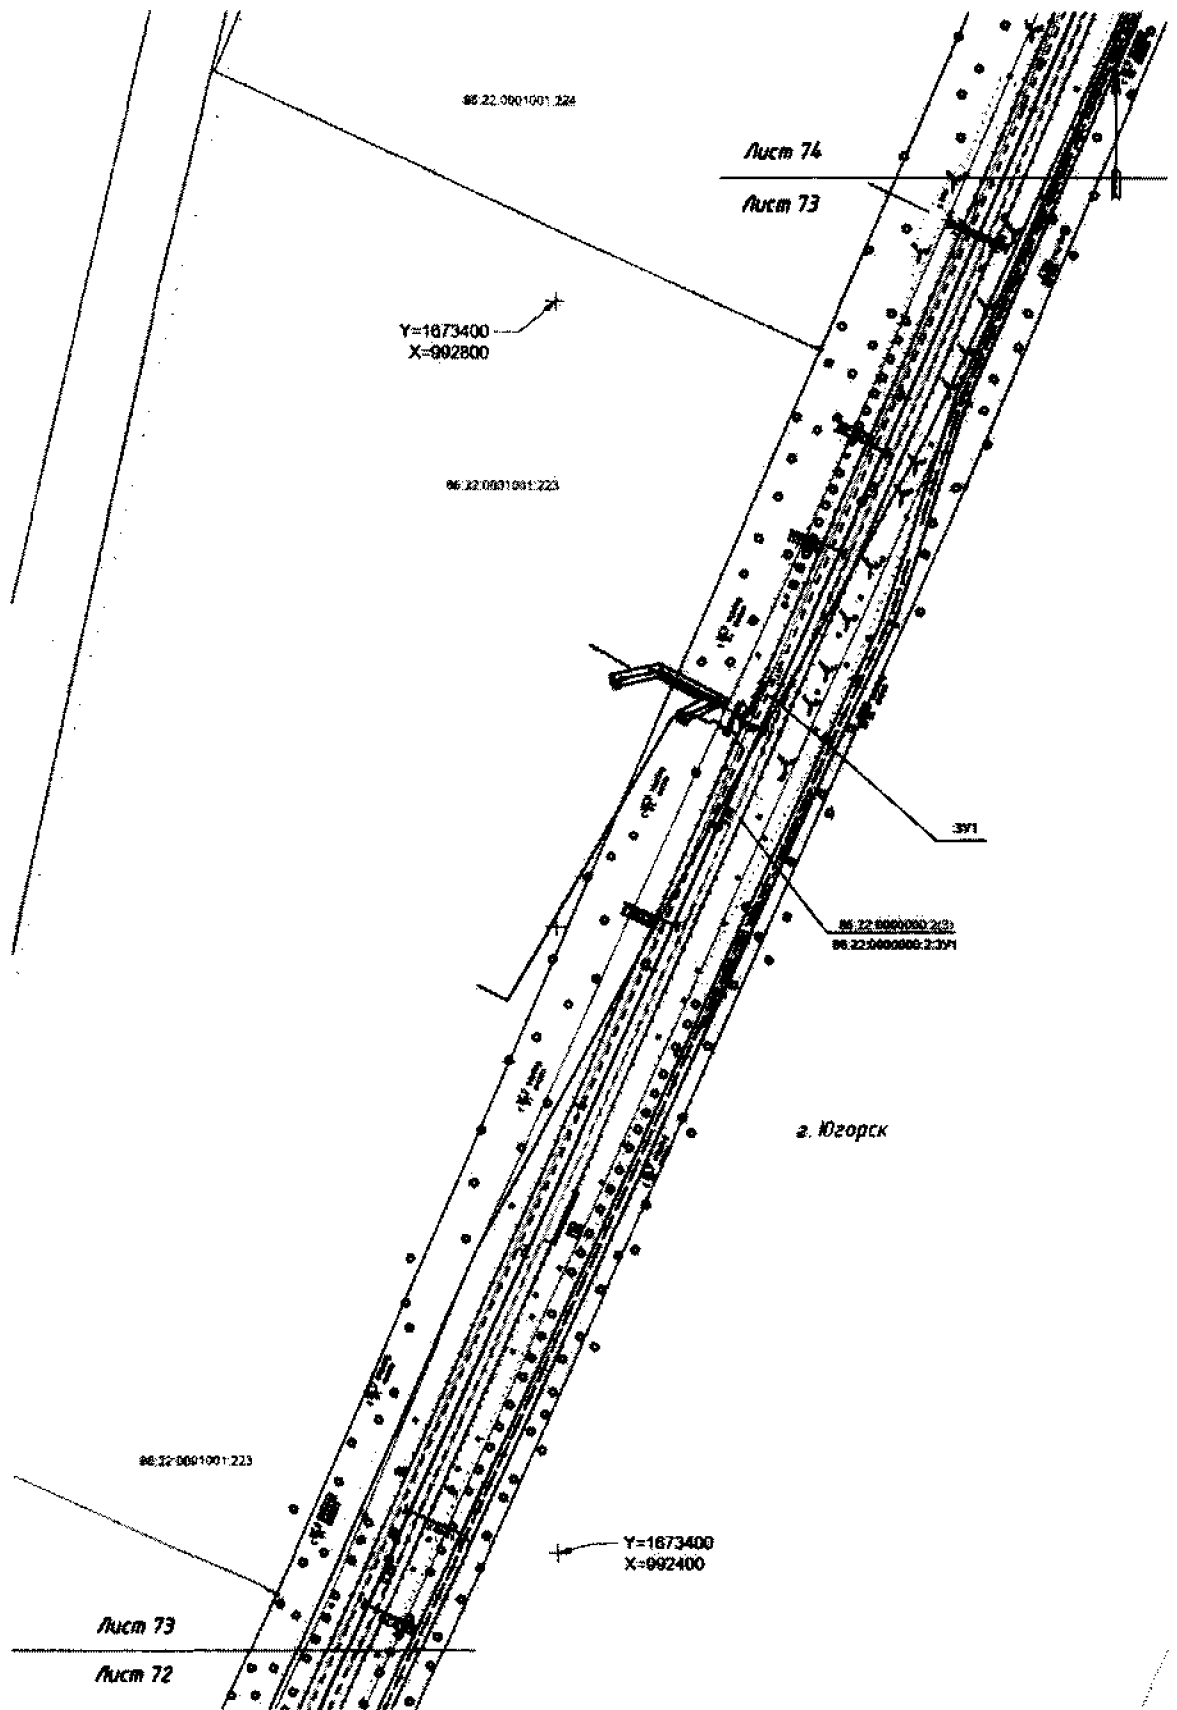 86:22:0001001:224
Лист 74
Лист 73
Y=1673400
X=992800
86:22:0001001:223
:ЗУ1
86:22:0000000:2(3)
86:22:0000000:2:ЗУ1
г. Югорск
86:22:0001001:223
Y=1673400
X=992400
Лист 73
Лист 72